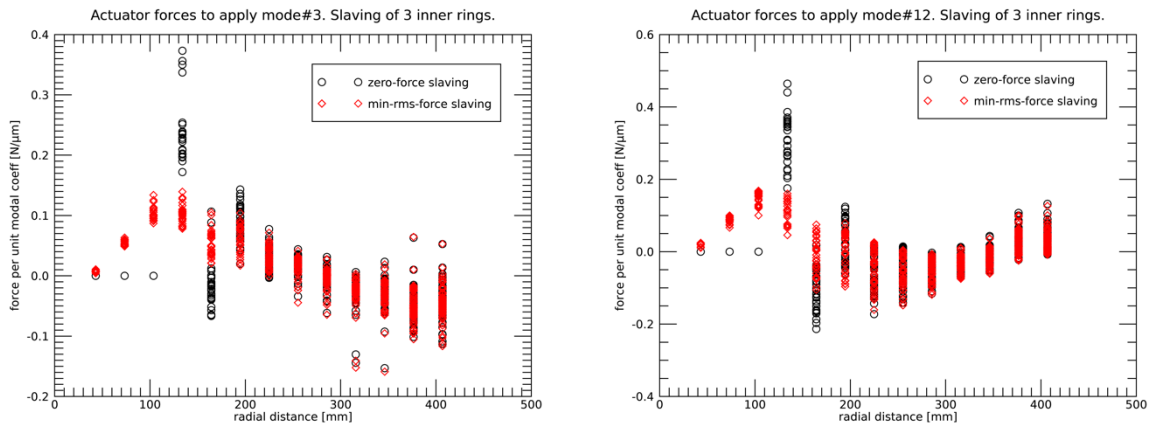 Actuator forces to apply mode#3. Slaving of 3 inner rings.
force per unit modal coeff [N/µm]
0.4
0.3
0.2
0.1
0.0
-0.1
-0.2
zero-force slaving
min-rms-force slaving
0
100
200
300
400
500
radial distance [mm]
Actuator forces to apply mode#12. Slaving of 3 inner rings.
force per unit modal coeff [N/µm]
0.6
0.4
0.2
0.0
-0.2
-0.4
zero-force slaving
min-rms-force slaving
0
100
200
300
400
500
radial distance [mm]